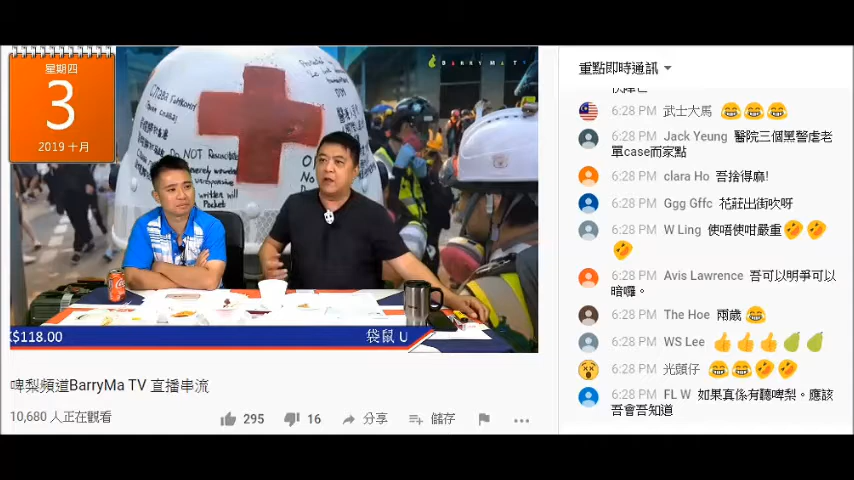 星期四
3
2019 十月
BARRYMA TV
DO NOT Resuscitate
K$118.00
袋鼠 U
啤梨頻道BarryMa TV 直播串流
10,680 人正在觀看
295
16
分享
儲存
重點即時通訊
6:28 PM 武士大馬 😂😂😂
6:28 PM Jack Yeung 醫院三個黑警虐老
單case而家點
6:28 PM clara Ho 吾捨得麻!
6:28 PM Ggg Gffc 花莊出街吹呀
6:28 PM W Ling 使唔使咁嚴重🤣🤣
🤣
6:28 PM Avis Lawrence 吾可以明爭可以
暗囉。
6:28 PM The Hoe 兩歲😂
6:28 PM WS Lee 👍👍👍🍐🍐
6:28 PM 光頭仔 😂😂🤣🤣
6:28 PM FL W 如果真係有聽啤梨。應該
吾會吾知道